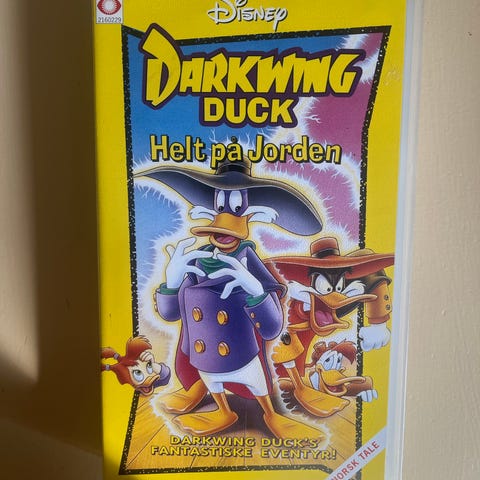 2160229
Disney
DARKWING
DUCK
Helt på Jorden
DARKWING DUCK'S
FANTASTISKE EVENTYR!
NORSK TALE